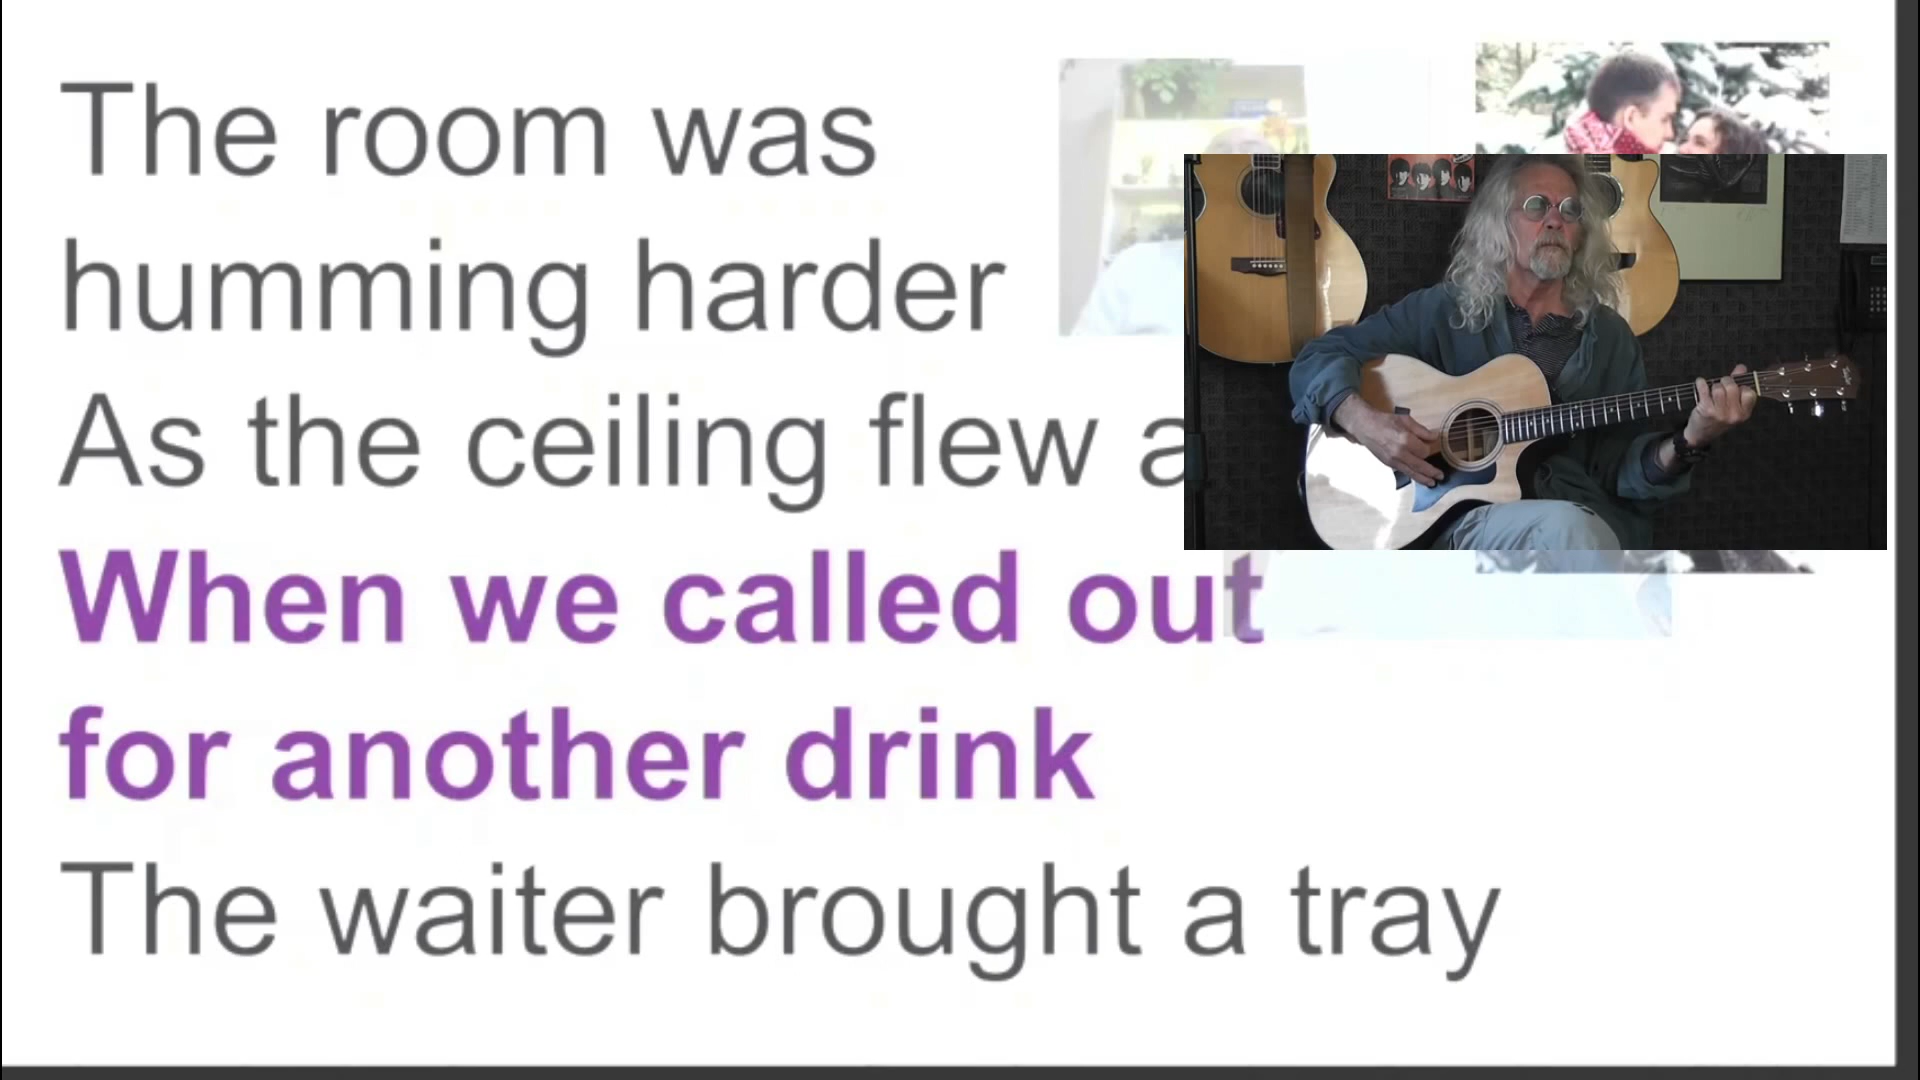 The room was
humming harder
As the ceiling flew
When we called out
for another drink
The waiter brought a tray